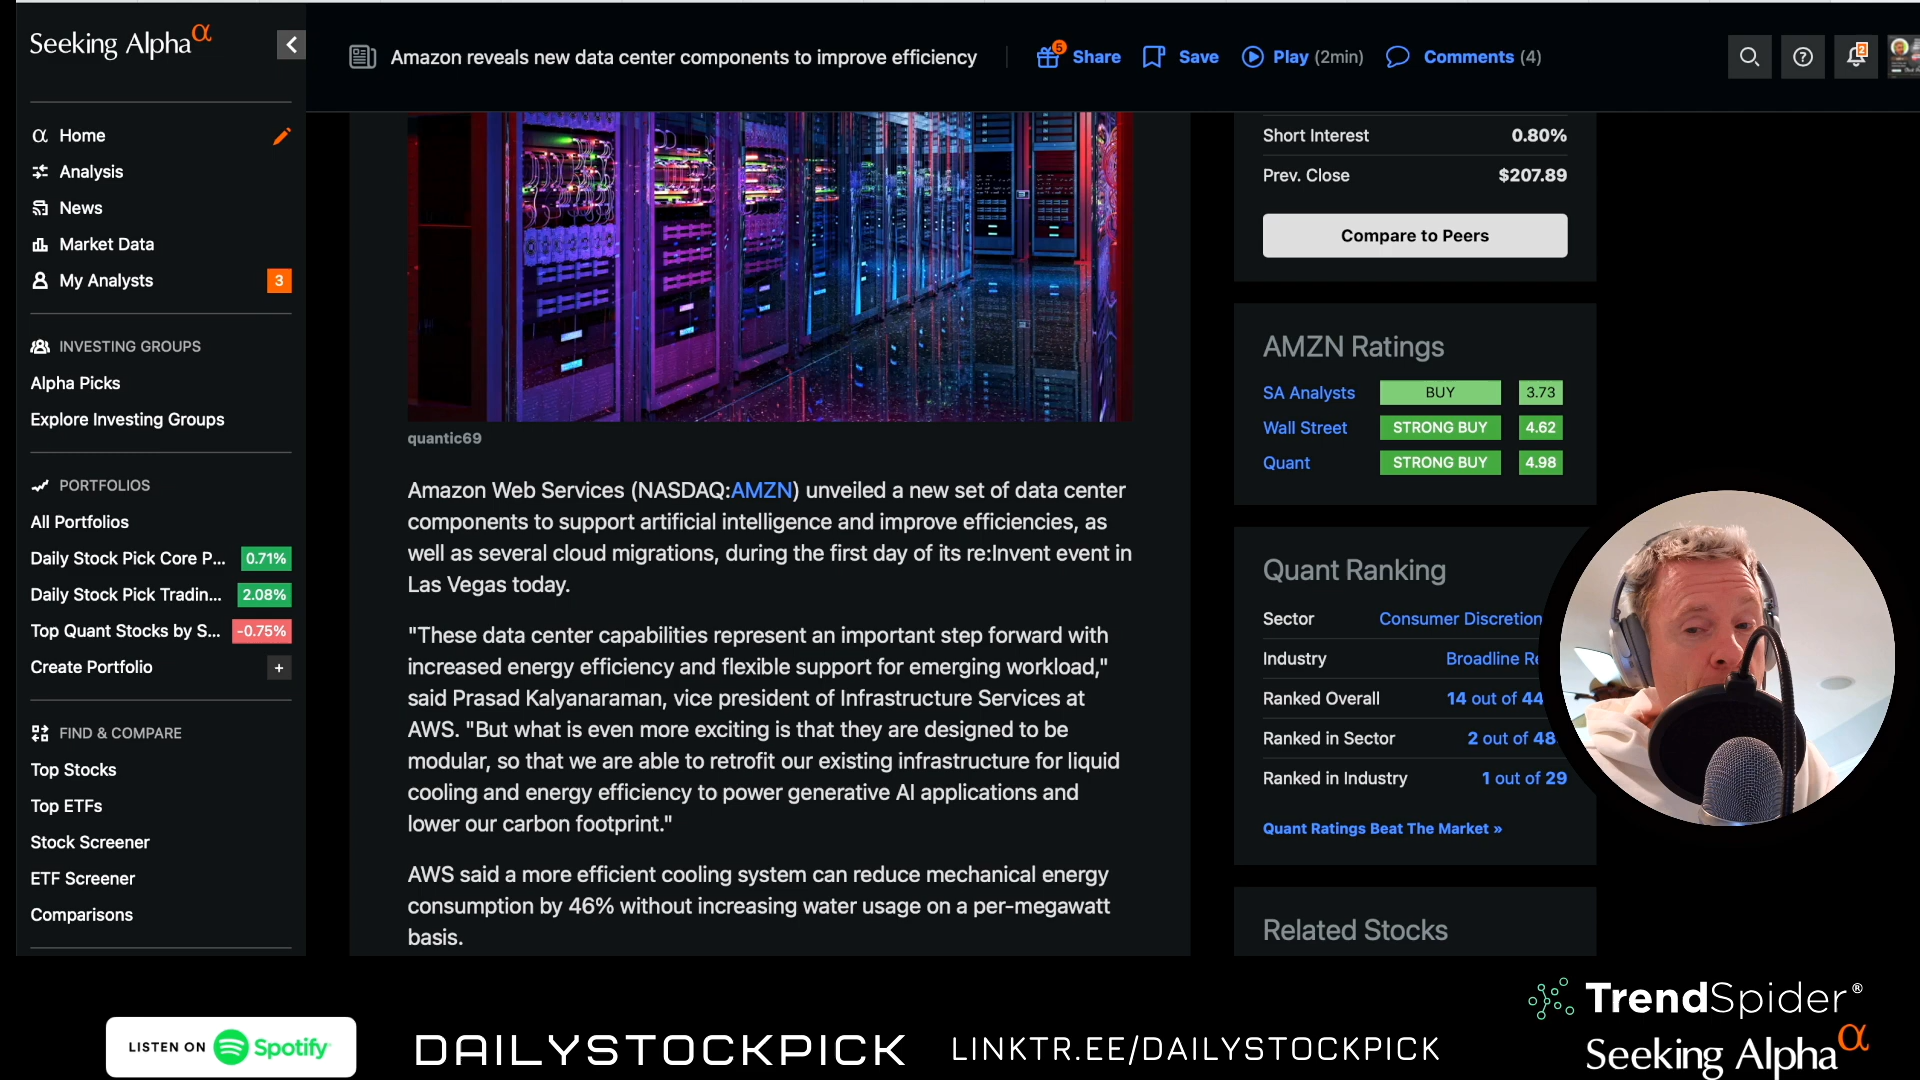 Seeking Alpha α
Amazon reveals new data center components to improve efficiency
5
Share
Save
Play (2min)
Comments (4)
2
Home
Analysis
News
Market Data
My Analysts
3
INVESTING GROUPS
Alpha Picks
Explore Investing Groups
PORTFOLIOS
All Portfolios
Daily Stock Pick Core P... 0.71%
Daily Stock Pick Tradin... 2.08%
Top Quant Stocks by S... -0.75%
Create Portfolio +
FIND & COMPARE
Top Stocks
Top ETFs
Stock Screener
ETF Screener
Comparisons
quantic69
Amazon Web Services (NASDAQ:AMZN) unveiled a new set of data center
components to support artificial intelligence and improve efficiencies, as
well as several cloud migrations, during the first day of its re:Invent event in
Las Vegas today.
"These data center capabilities represent an important step forward with
increased energy efficiency and flexible support for emerging workload,"
said Prasad Kalyanaraman, vice president of Infrastructure Services at
AWS. "But what is even more exciting is that they are designed to be
modular, so that we are able to retrofit our existing infrastructure for liquid
cooling and energy efficiency to power generative AI applications and
lower our carbon footprint."
AWS said a more efficient cooling system can reduce mechanical energy
consumption by 46% without increasing water usage on a per-megawatt
basis.
Short Interest 0.80%
Prev. Close $207.89
Compare to Peers
AMZN Ratings
SA Analysts BUY 3.73
Wall Street STRONG BUY 4.62
Quant STRONG BUY 4.98
Quant Ranking
Sector Consumer Discretion
Industry Broadline Re
Ranked Overall 14 out of 44
Ranked in Sector 2 out of 48
Ranked in Industry 1 out of 29
Quant Ratings Beat The Market »
Related Stocks
LISTEN ON Spotify
DAILYSTOCKPICK
LINKTR.EE/DAILYSTOCKPICK
TrendSpider®
Seeking Alpha α